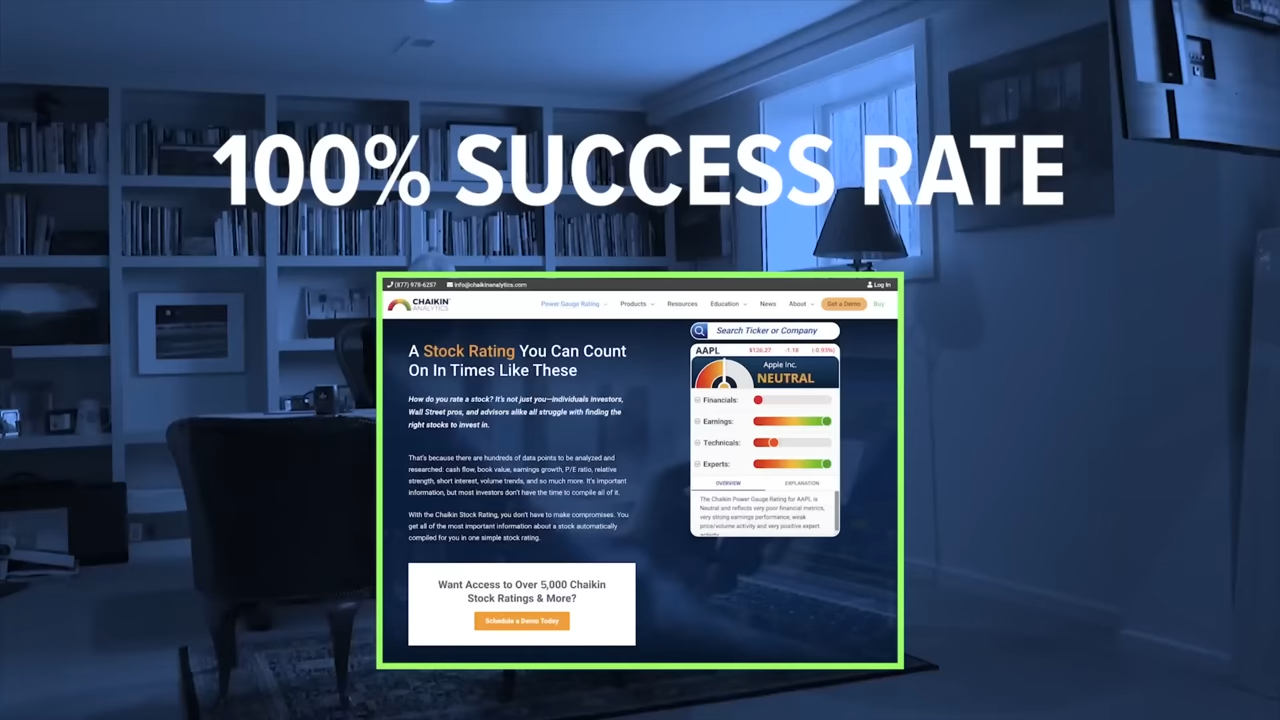 100% SUCCESS RATE
(877) 978-6257 info@chaikinanalytics.com Log In
CHAIKIN
ANALYTICS
Power Gauge Rating Products Resources Education News About Get a Demo Buy
A Stock Rating You Can Count
On In Times Like These
How do you rate a stock? It's not just you—individuals investors,
Wall Street pros, and advisors alike all struggle with finding the
right stocks to invest in.
That's because there are hundreds of data points to be analyzed and
researched: cash flow, book value, earnings growth, P/E ratio, relative
strength, short interest, volume trends, and so much more. It's important
information, but most investors don't have the time to compile all of it.
With the Chaikin Stock Rating, you don't have to make compromises. You
get all of the most important information about a stock automatically
compiled for you in one simple stock rating.
Want Access to Over 5,000 Chaikin
Stock Ratings & More?
Schedule a Demo Today
Search Ticker or Company
AAPL $126.27 -1.18 (-0.93%)
Apple Inc.
NEUTRAL
Financials:
Earnings:
Technicals:
Experts:
OVERVIEW EXPLANATION
The Chaikin Power Gauge Rating for AAPL is
Neutral and reflects very poor financial metrics,
very strong earnings performance, weak
price/volume activity and very positive expert
activity.